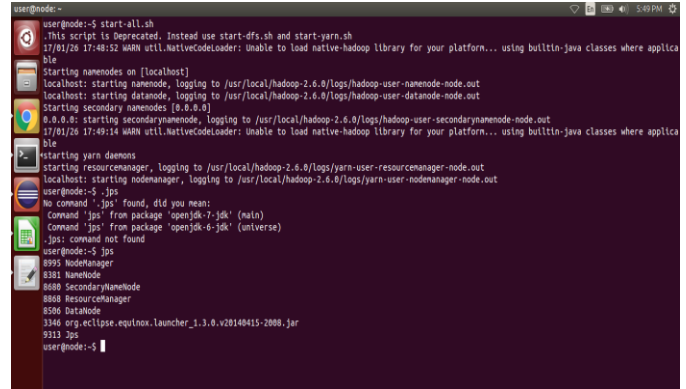 user@node: ~
En
5:49 PM
user@node:~$ start-all.sh
.This script is Deprecated. Instead use start-dfs.sh and start-yarn.sh
17/01/26 17:48:52 WARN util.NativeCodeLoader: Unable to load native-hadoop library for your platform... using builtin-java classes where applica
ble
Starting namenodes on [localhost]
localhost: starting namenode, logging to /usr/local/hadoop-2.6.0/logs/hadoop-user-namenode-node.out
localhost: starting datanode, logging to /usr/local/hadoop-2.6.0/logs/hadoop-user-datanode-node.out
Starting secondary namenodes [0.0.0.0]
0.0.0.0: starting secondarynamenode, logging to /usr/local/hadoop-2.6.0/logs/hadoop-user-secondarynamenode-node.out
17/01/26 17:49:14 WARN util.NativeCodeLoader: Unable to load native-hadoop library for your platform... using builtin-java classes where applica
ble
starting yarn daemons
starting resourcemanager, logging to /usr/local/hadoop-2.6.0/logs/yarn-user-resourcemanager-node.out
localhost: starting nodemanager, logging to /usr/local/hadoop-2.6.0/logs/yarn-user-nodemanager-node.out
user@node:~$ .jps
No command '.jps' found, did you mean:
Command 'jps' from package 'openjdk-7-jdk' (main)
Command 'jps' from package 'openjdk-6-jdk' (universe)
.jps: command not found
user@node:~$ jps
8995 NodeManager
8381 NameNode
8680 SecondaryNameNode
8868 ResourceManager
8506 DataNode
3346 org.eclipse.equinox.launcher_1.3.0.v20140415-2008.jar
9313 Jps
user@node:~$